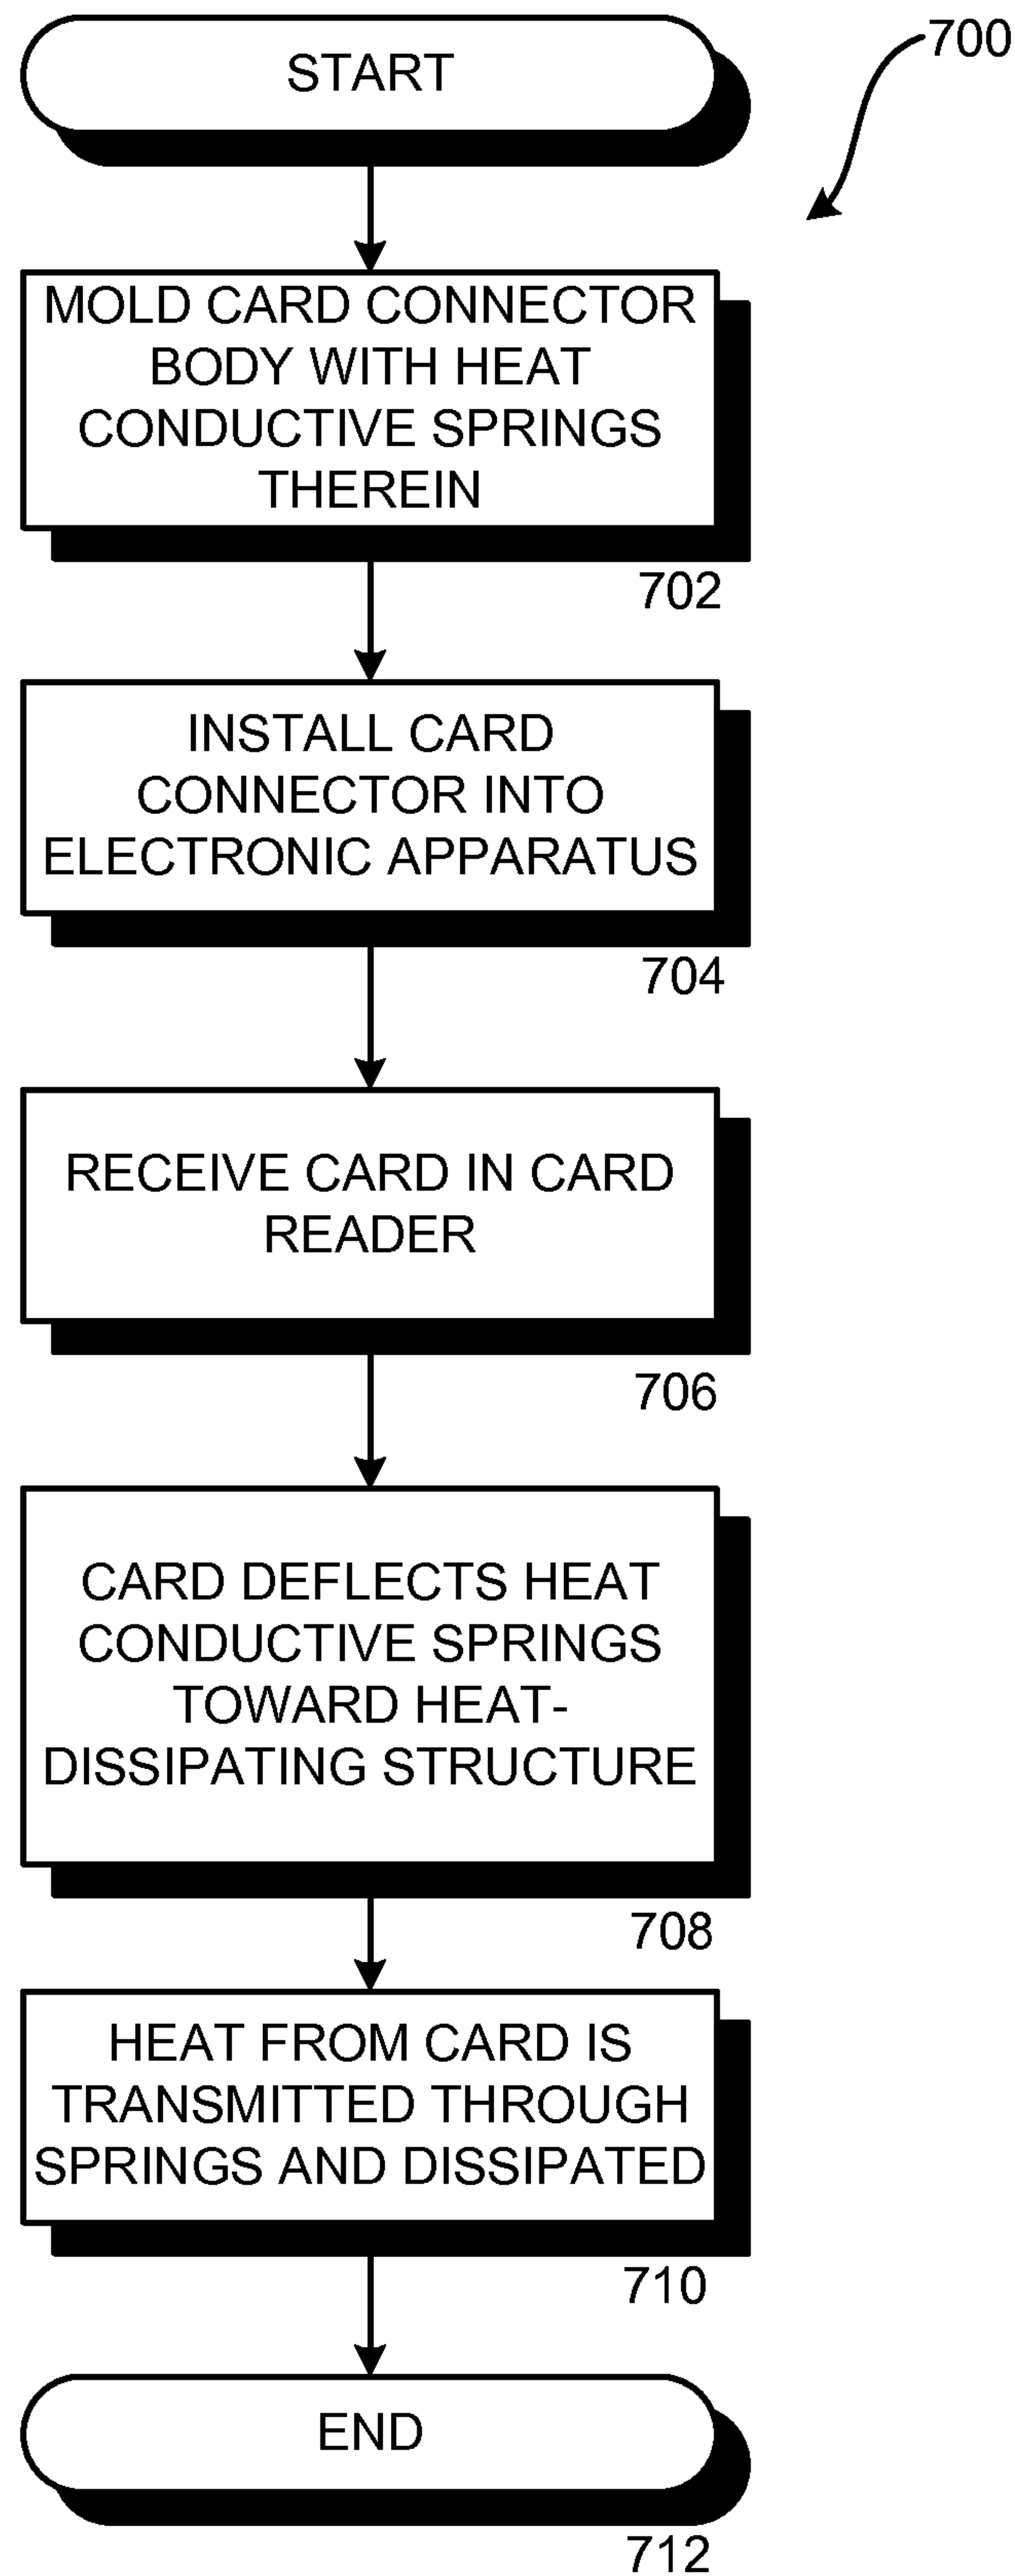 START
700
MOLD CARD CONNECTOR
BODY WITH HEAT
CONDUCTIVE SPRINGS
THEREIN
702
INSTALL CARD
CONNECTOR INTO
ELECTRONIC APPARATUS
704
RECEIVE CARD IN CARD
READER
706
CARD DEFLECTS HEAT
CONDUCTIVE SPRINGS
TOWARD HEAT-
DISSIPATING STRUCTURE
708
HEAT FROM CARD IS
TRANSMITTED THROUGH
SPRINGS AND DISSIPATED
710
END
712